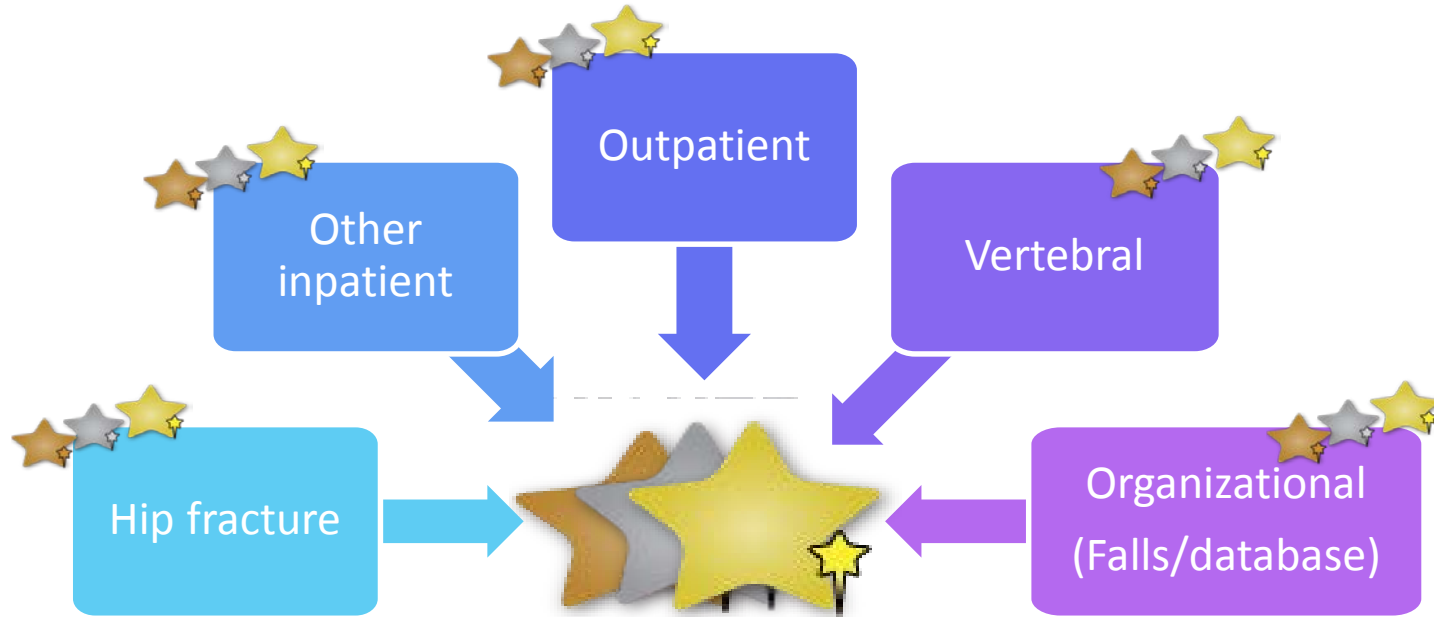 Outpatient
Other
inpatient
Vertebral
Hip fracture
Organizational
(Falls/database)